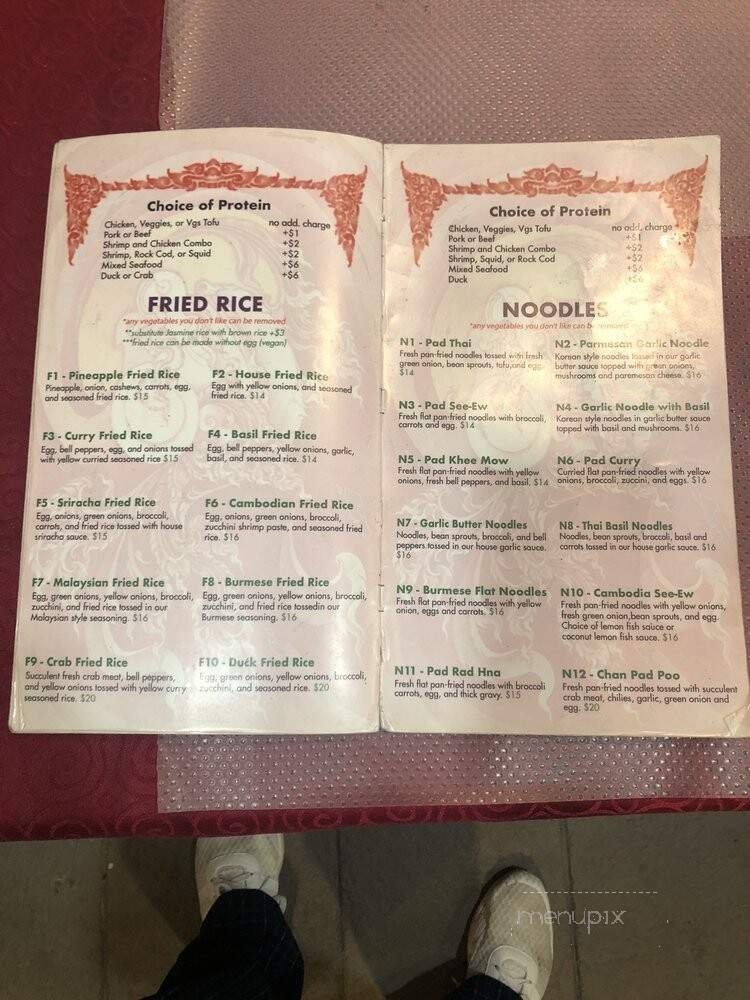 Choice of Protein
Chicken, Veggies, or Vgs Tofu no add. charge
Pork or Beef +$1
Shrimp and Chicken Combo +$2
Shrimp, Rock Cod, or Squid +$2
Mixed Seafood +$6
Duck or Crab +$6
FRIED RICE
*any vegetables you don't like can be removed
**substitute Jasmine rice with brown rice +$3
***fried rice can be made without egg (vegan)
F1 - Pineapple Fried Rice
Pineapple, onion, cashews, carrots, egg,
and seasoned fried rice. $15
F2 - House Fried Rice
Egg with yellow onions, and seasoned
fried rice. $14
F3 - Curry Fried Rice
Egg, bell peppers, egg, and onions tossed
with yellow curried seasoned rice $15
F4 - Basil Fried Rice
Egg, bell peppers, yellow onions, garlic,
basil, and seasoned rice. $14
F5 - Sriracha Fried Rice
Egg, onions, green onions, broccoli,
carrots, and fried rice tossed with house
sriracha sauce. $15
F6 - Cambodian Fried Rice
Egg, onions, green onions, broccoli,
zucchini shrimp paste, and seasoned fried
rice. $16
F7 - Malaysian Fried Rice
Egg, green onions, yellow onions, broccoli,
zucchini, and fried rice tossed in our
Malaysian style seasoning. $16
F8 - Burmese Fried Rice
Egg, green onions, yellow onions, broccoli,
zucchini, and fried rice tossedin our
Burmese seasoning. $16
F9 - Crab Fried Rice
Succulent fresh crab meat, bell peppers,
and yellow onions tossed with yellow curry
seasoned rice. $20
F10 - Duck Fried Rice
Egg, green onions, yellow onions, broccoli,
zucchini, and seasoned rice. $20
Choice of Protein
Chicken, Veggies, Vgs Tofu no add. charge
Pork or Beef +$1
Shrimp and Chicken Combo +$2
Shrimp, Squid, or Rock Cod +$2
Mixed Seafood +$6
Duck +$6
NOODLES
*any vegetables you don't like can be removed
N1 - Pad Thai
Fresh pan-fried noodles tossed with fresh
green onion, bean sprouts, tofu,and egg.
$14
N2 - Parmesan Garlic Noodle
Korean style noodles tossed in our garlic
butter sauce topped with green onions,
mushrooms and paremesan cheese. $16
N3 - Pad See-Ew
Fresh flat pan-fried noodles with broccoli,
carrots and egg. $14
N4 - Garlic Noodle with Basil
Korean style noodles in garlic butter sauce
topped with basil and mushrooms. $16
N5 - Pad Khee Mow
Fresh flat pan-fried noodles with yellow
onions, fresh bell peppers, and basil. $14
N6 - Pad Curry
Curried flat pan-fried noodles with yellow
onions, broccoli, zuccini, and eggs. $16
N7 - Garlic Butter Noodles
Noodles, bean sprouts, broccoli, and bell
peppers tossed in our house garlic sauce.
$16
N8 - Thai Basil Noodles
Noodles, bean sprouts, broccoli, basil and
carrots tossed in our house garlic sauce. $16
N9 - Burmese Flat Noodles
Fresh flat pan-fried noodles with yellow
onion, eggs and carrots. $16
N10 - Cambodia See-Ew
Fresh pan-fried noodles with yellow onions,
fresh green onion,bean sprouts, and egg.
Choice of lemon fish sauce or
coconut lemon fish sauce. $16
N11 - Pad Rad Hna
Fresh flat pan-fried noodles with broccoli
carrots, egg, and thick gravy. $15
N12 - Chan Pad Poo
Fresh pan-fried noodles tossed with succulent
crab meat, chilies, garlic, green onion and
egg. $20
menupix